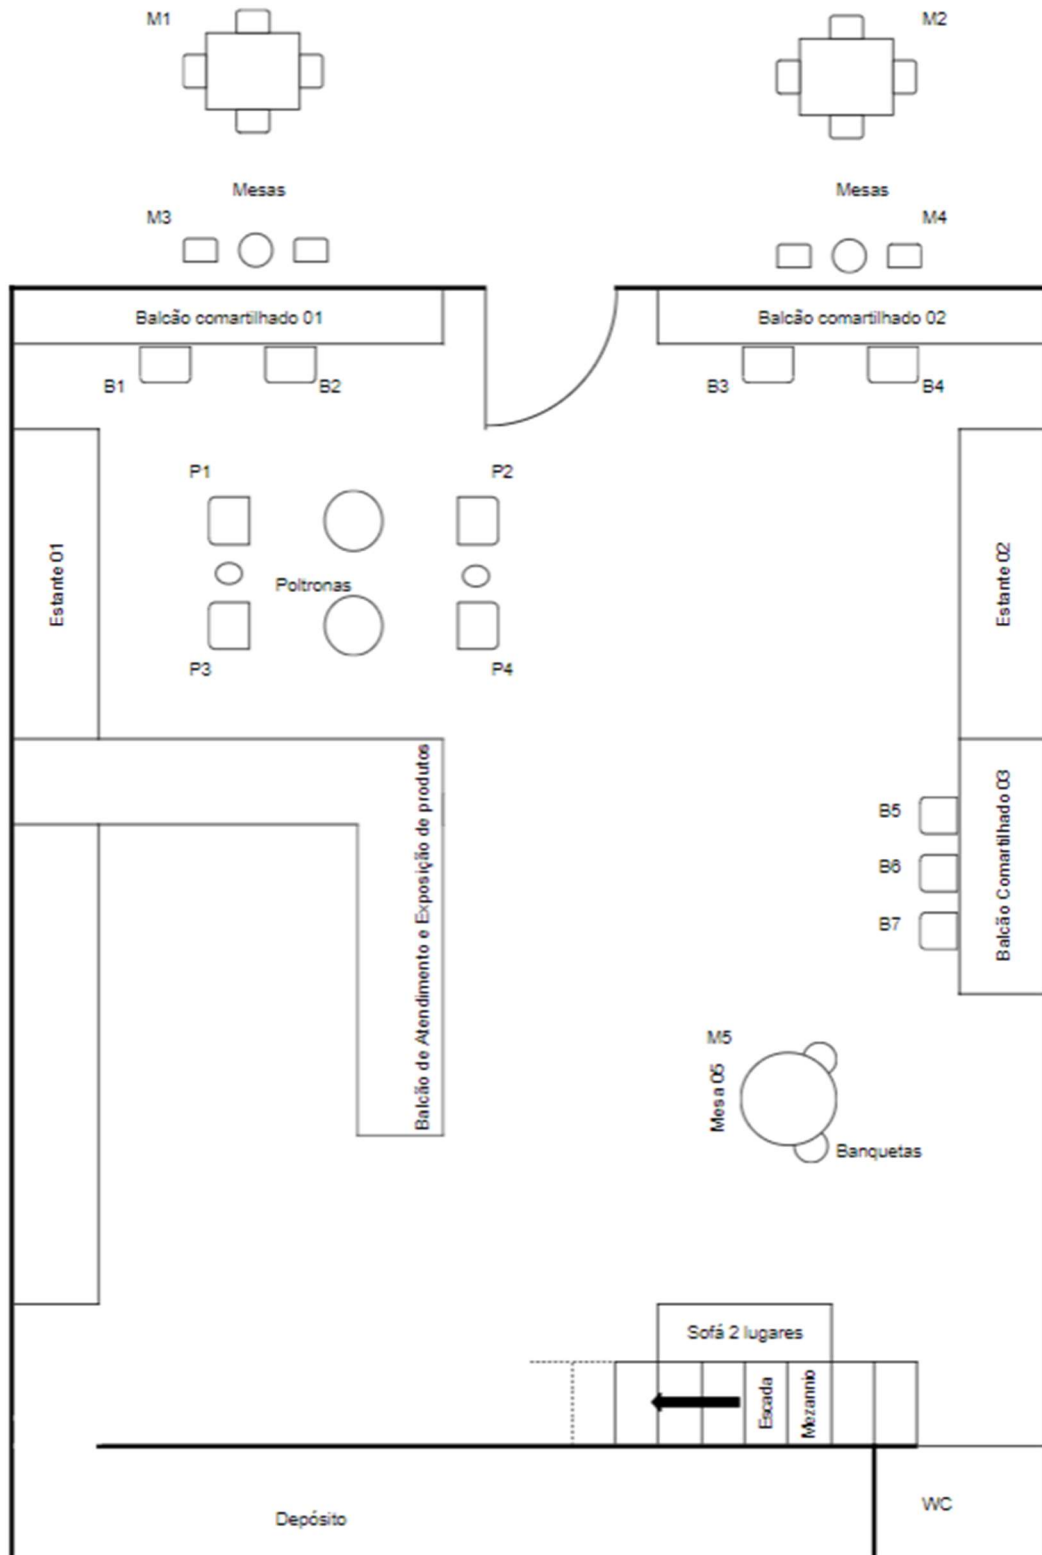 M1
M2
Mesas
Mesas
M3
M4
Balcão comartilhado 01
Balcão comartilhado 02
B1
B2
B3
B4
P1
P2
Estante 01
Poltronas
Estante 02
P3
P4
Balcão de Atendimento e Exposição de produtos
B5
B6
B7
Balcão Comartilhado 03
M5
Mesa 05
Banquetas
Sofá 2 lugares
Escada
Mezannio
Depósito
WC